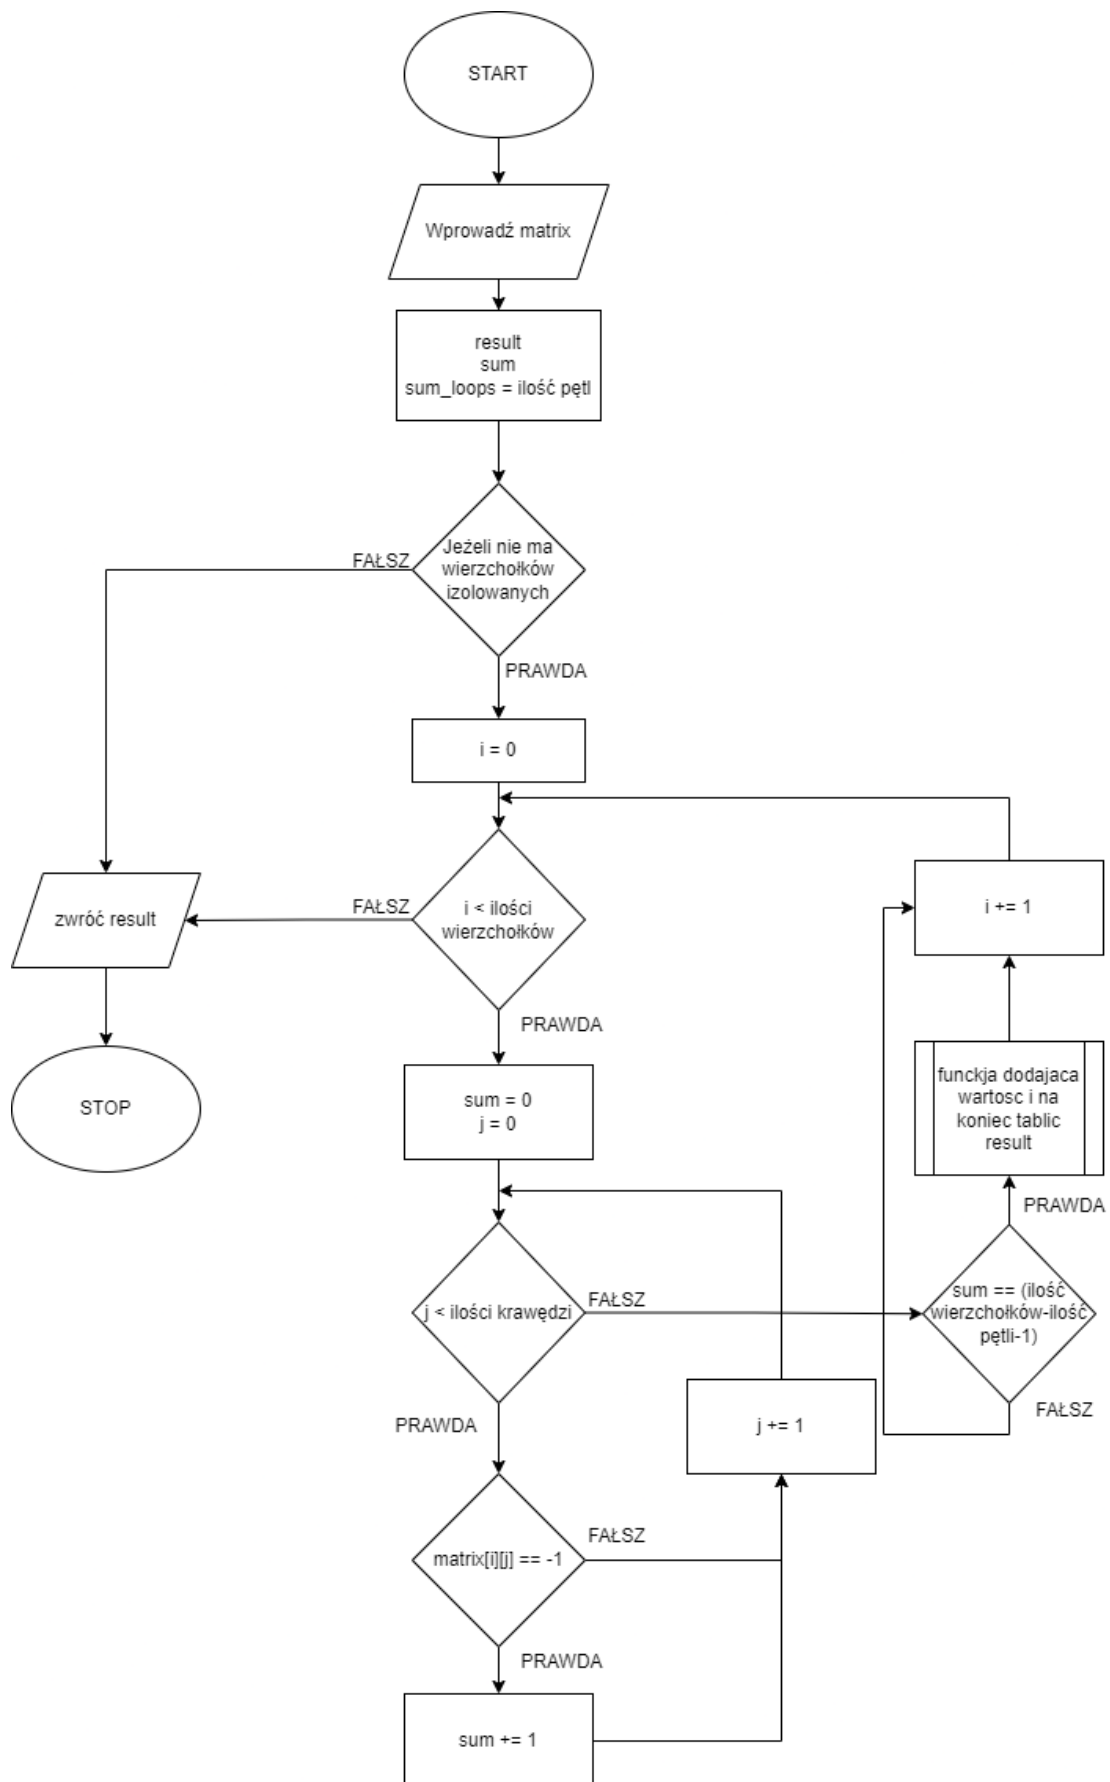 START
Wprowadź matrix
result
sum
sum_loops = ilość pętl
Jeżeli nie ma
wierzchołków
izolowanych
FAŁSZ
PRAWDA
i = 0
i < ilości
wierzchołków
FAŁSZ
zwróć result
i += 1
PRAWDA
STOP
sum = 0
j = 0
funckja dodajaca
wartosc i na
koniec tablic
result
PRAWDA
j < ilości krawędzi
FAŁSZ
sum == (ilość
wierzchołków-ilość
pętli-1)
FAŁSZ
PRAWDA
j += 1
matrix[i][j] == -1
FAŁSZ
PRAWDA
sum += 1